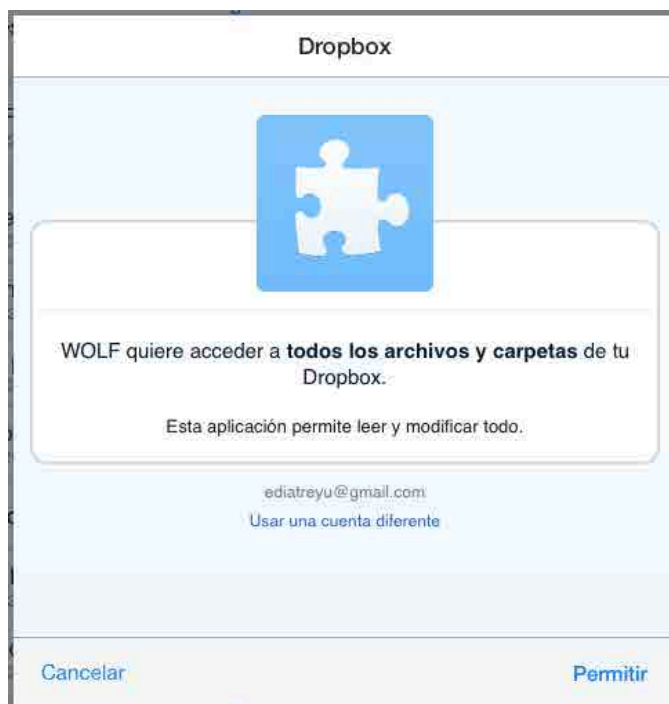 Dropbox
WOLF quiere acceder a todos los archivos y carpetas de tu
Dropbox.
Esta aplicación permite leer y modificar todo.
ediatreyu@gmail.com
Usar una cuenta diferente
Cancelar
Permitir